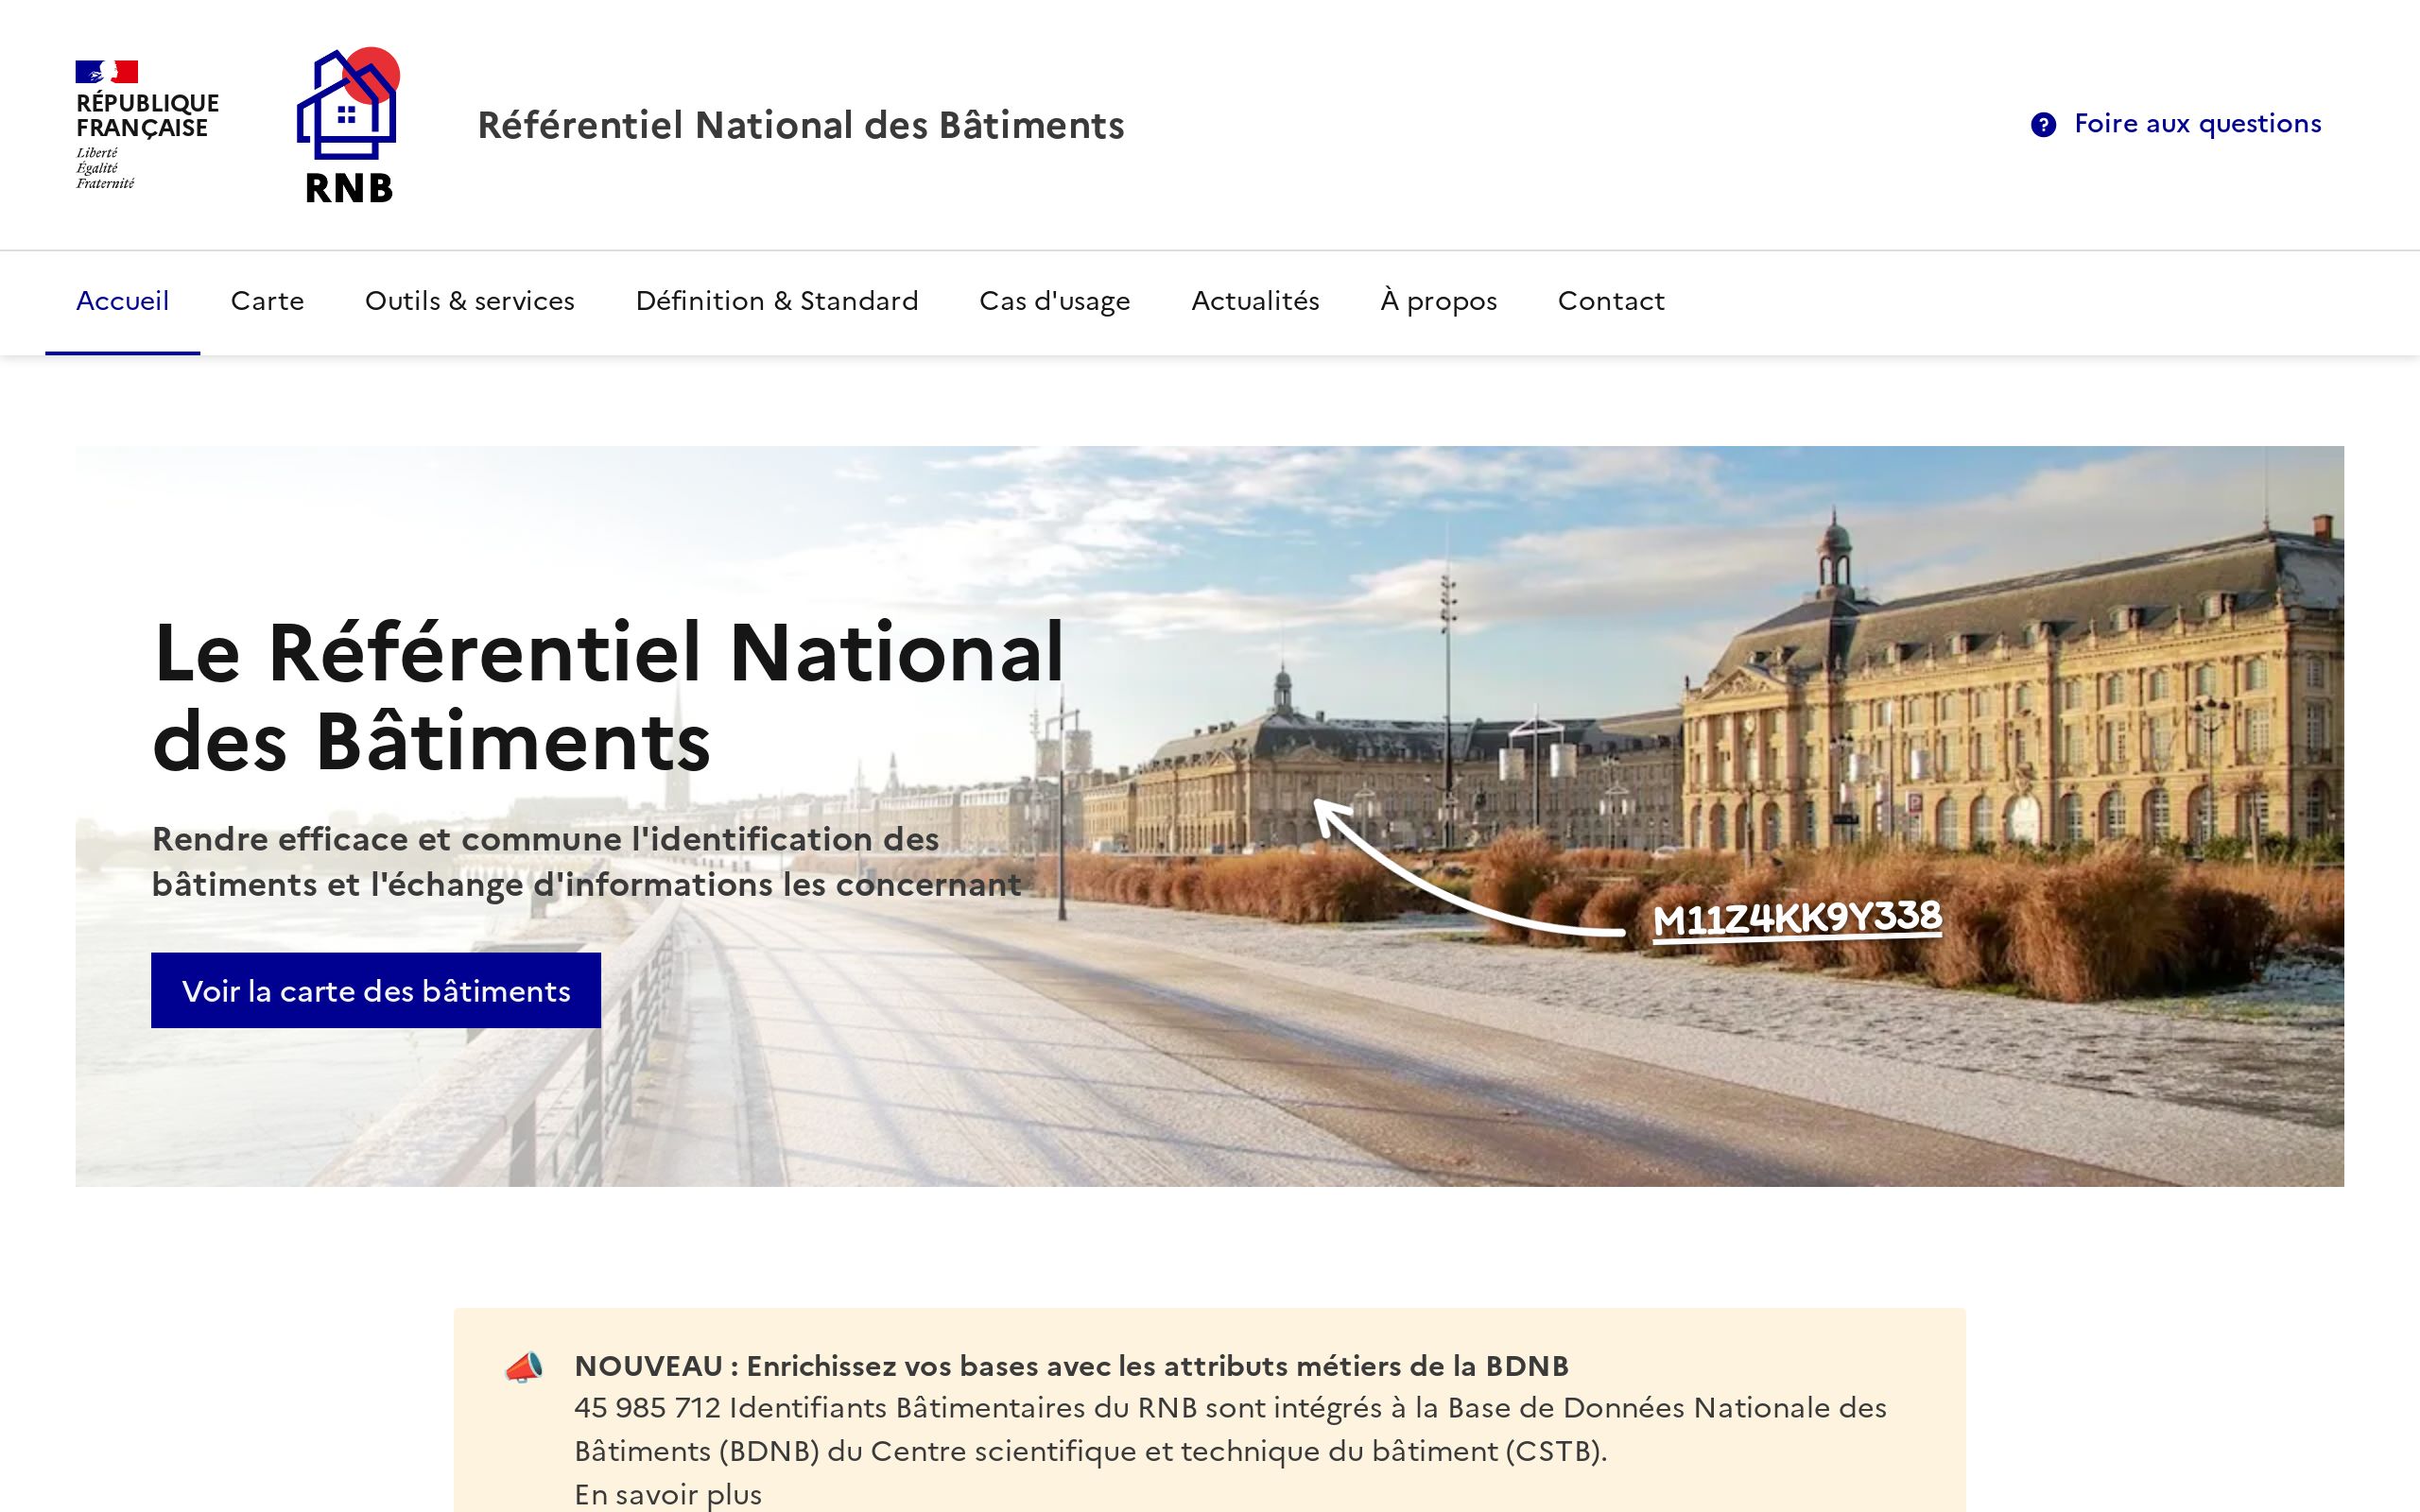 RÉPUBLIQUE
FRANÇAISE
Liberté
Égalité
Fraternité
RNB
Référentiel National des Bâtiments
Foire aux questions
Accueil
Carte
Outils & services
Définition & Standard
Cas d'usage
Actualités
À propos
Contact
Le Référentiel National
des Bâtiments
Rendre efficace et commune l'identification des
bâtiments et l'échange d'informations les concernant
Voir la carte des bâtiments
M11Z4KK9Y338
NOUVEAU : Enrichissez vos bases avec les attributs métiers de la BDNB
45 985 712 Identifiants Bâtimentaires du RNB sont intégrés à la Base de Données Nationale des
Bâtiments (BDNB) du Centre scientifique et technique du bâtiment (CSTB).
En savoir plus